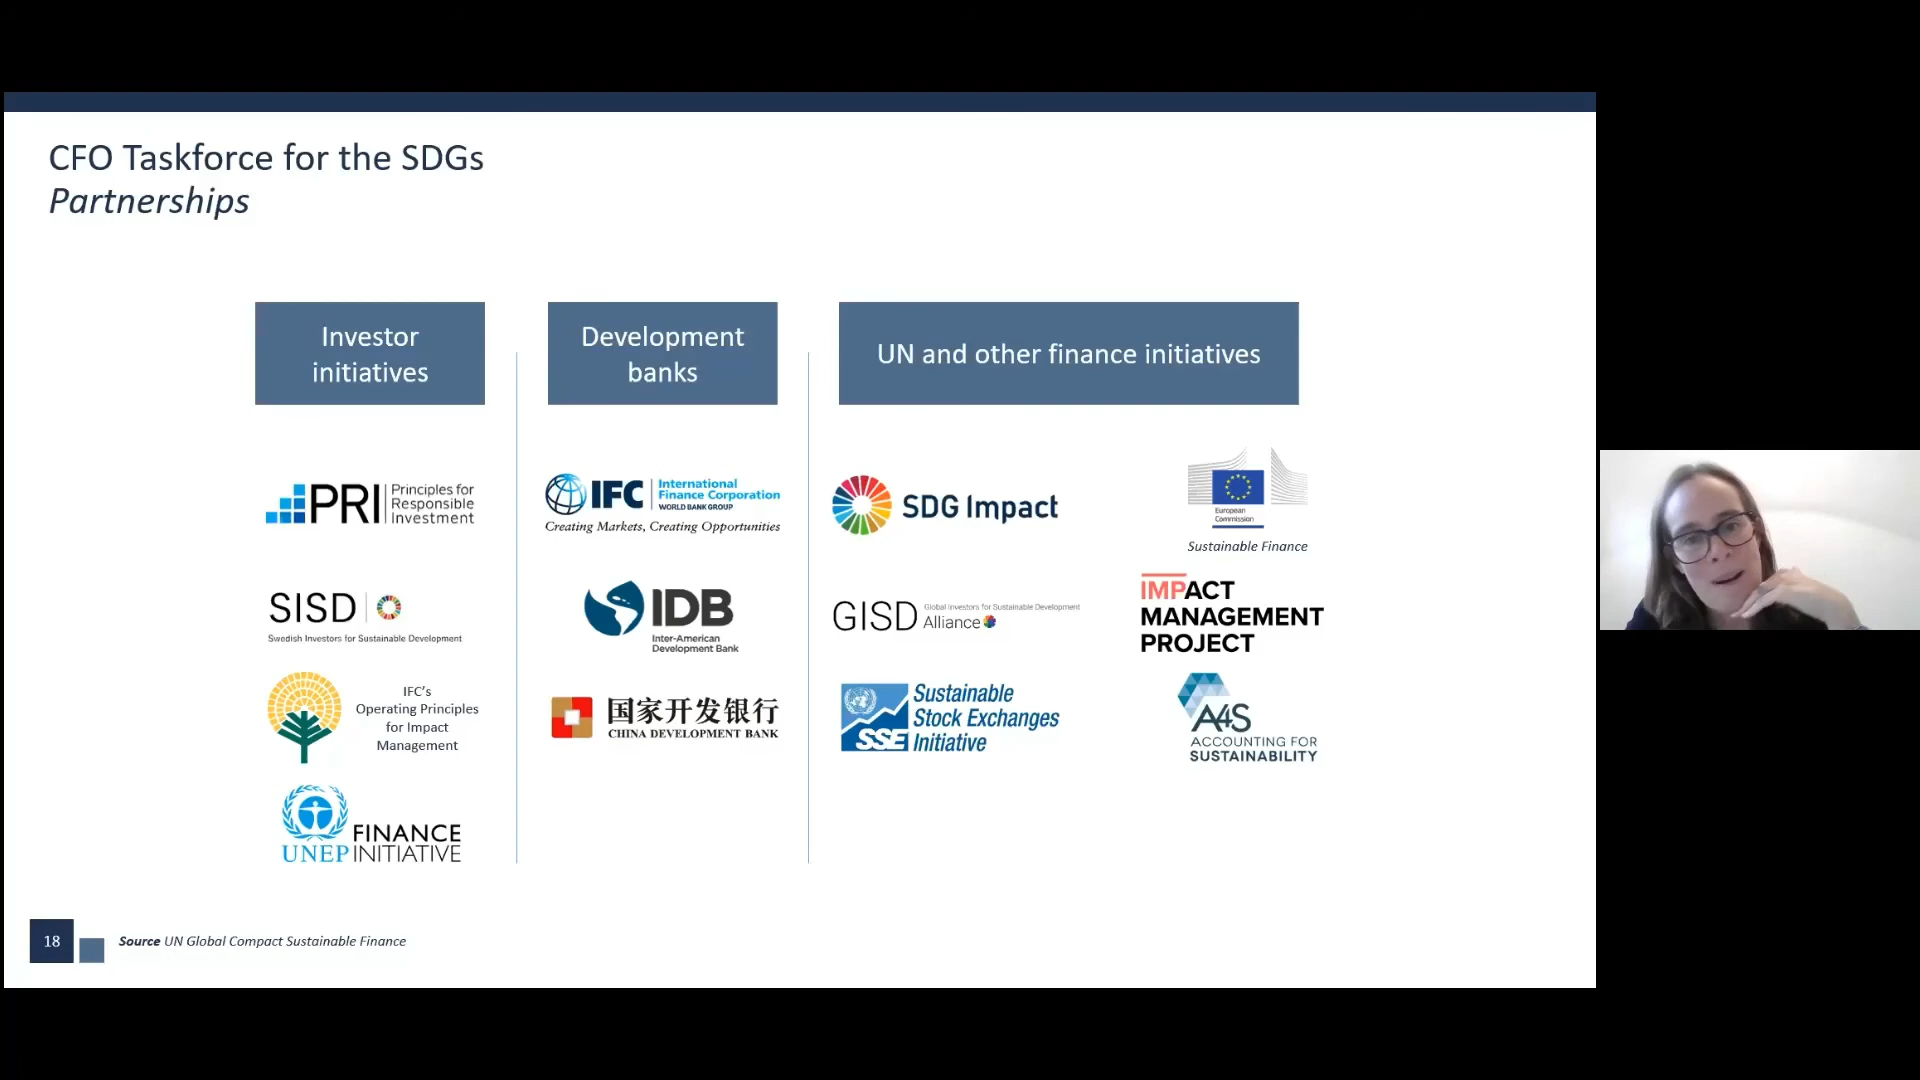 CFO Taskforce for the SDGs
Partnerships
Investor
initiatives
PRI
Principles for
Responsible
Investment
SISD
Swedish Investors for Sustainable Development
IFC's
Operating Principles
for Impact
Management
UNEP
FINANCE
INITIATIVE
Development
banks
IFC
International
Finance Corporation
WORLD BANK GROUP
Creating Markets, Creating Opportunities
IDB
Inter-American
Development Bank
国家开发银行
CHINA DEVELOPMENT BANK
UN and other finance initiatives
SDG Impact
European
Commission
Sustainable Finance
GISD
Global Investors for Sustainable Development
Alliance
IMPACT
MANAGEMENT
PROJECT
SSE
Sustainable
Stock Exchanges
Initiative
A4S
ACCOUNTING FOR
SUSTAINABILITY
18
Source UN Global Compact Sustainable Finance